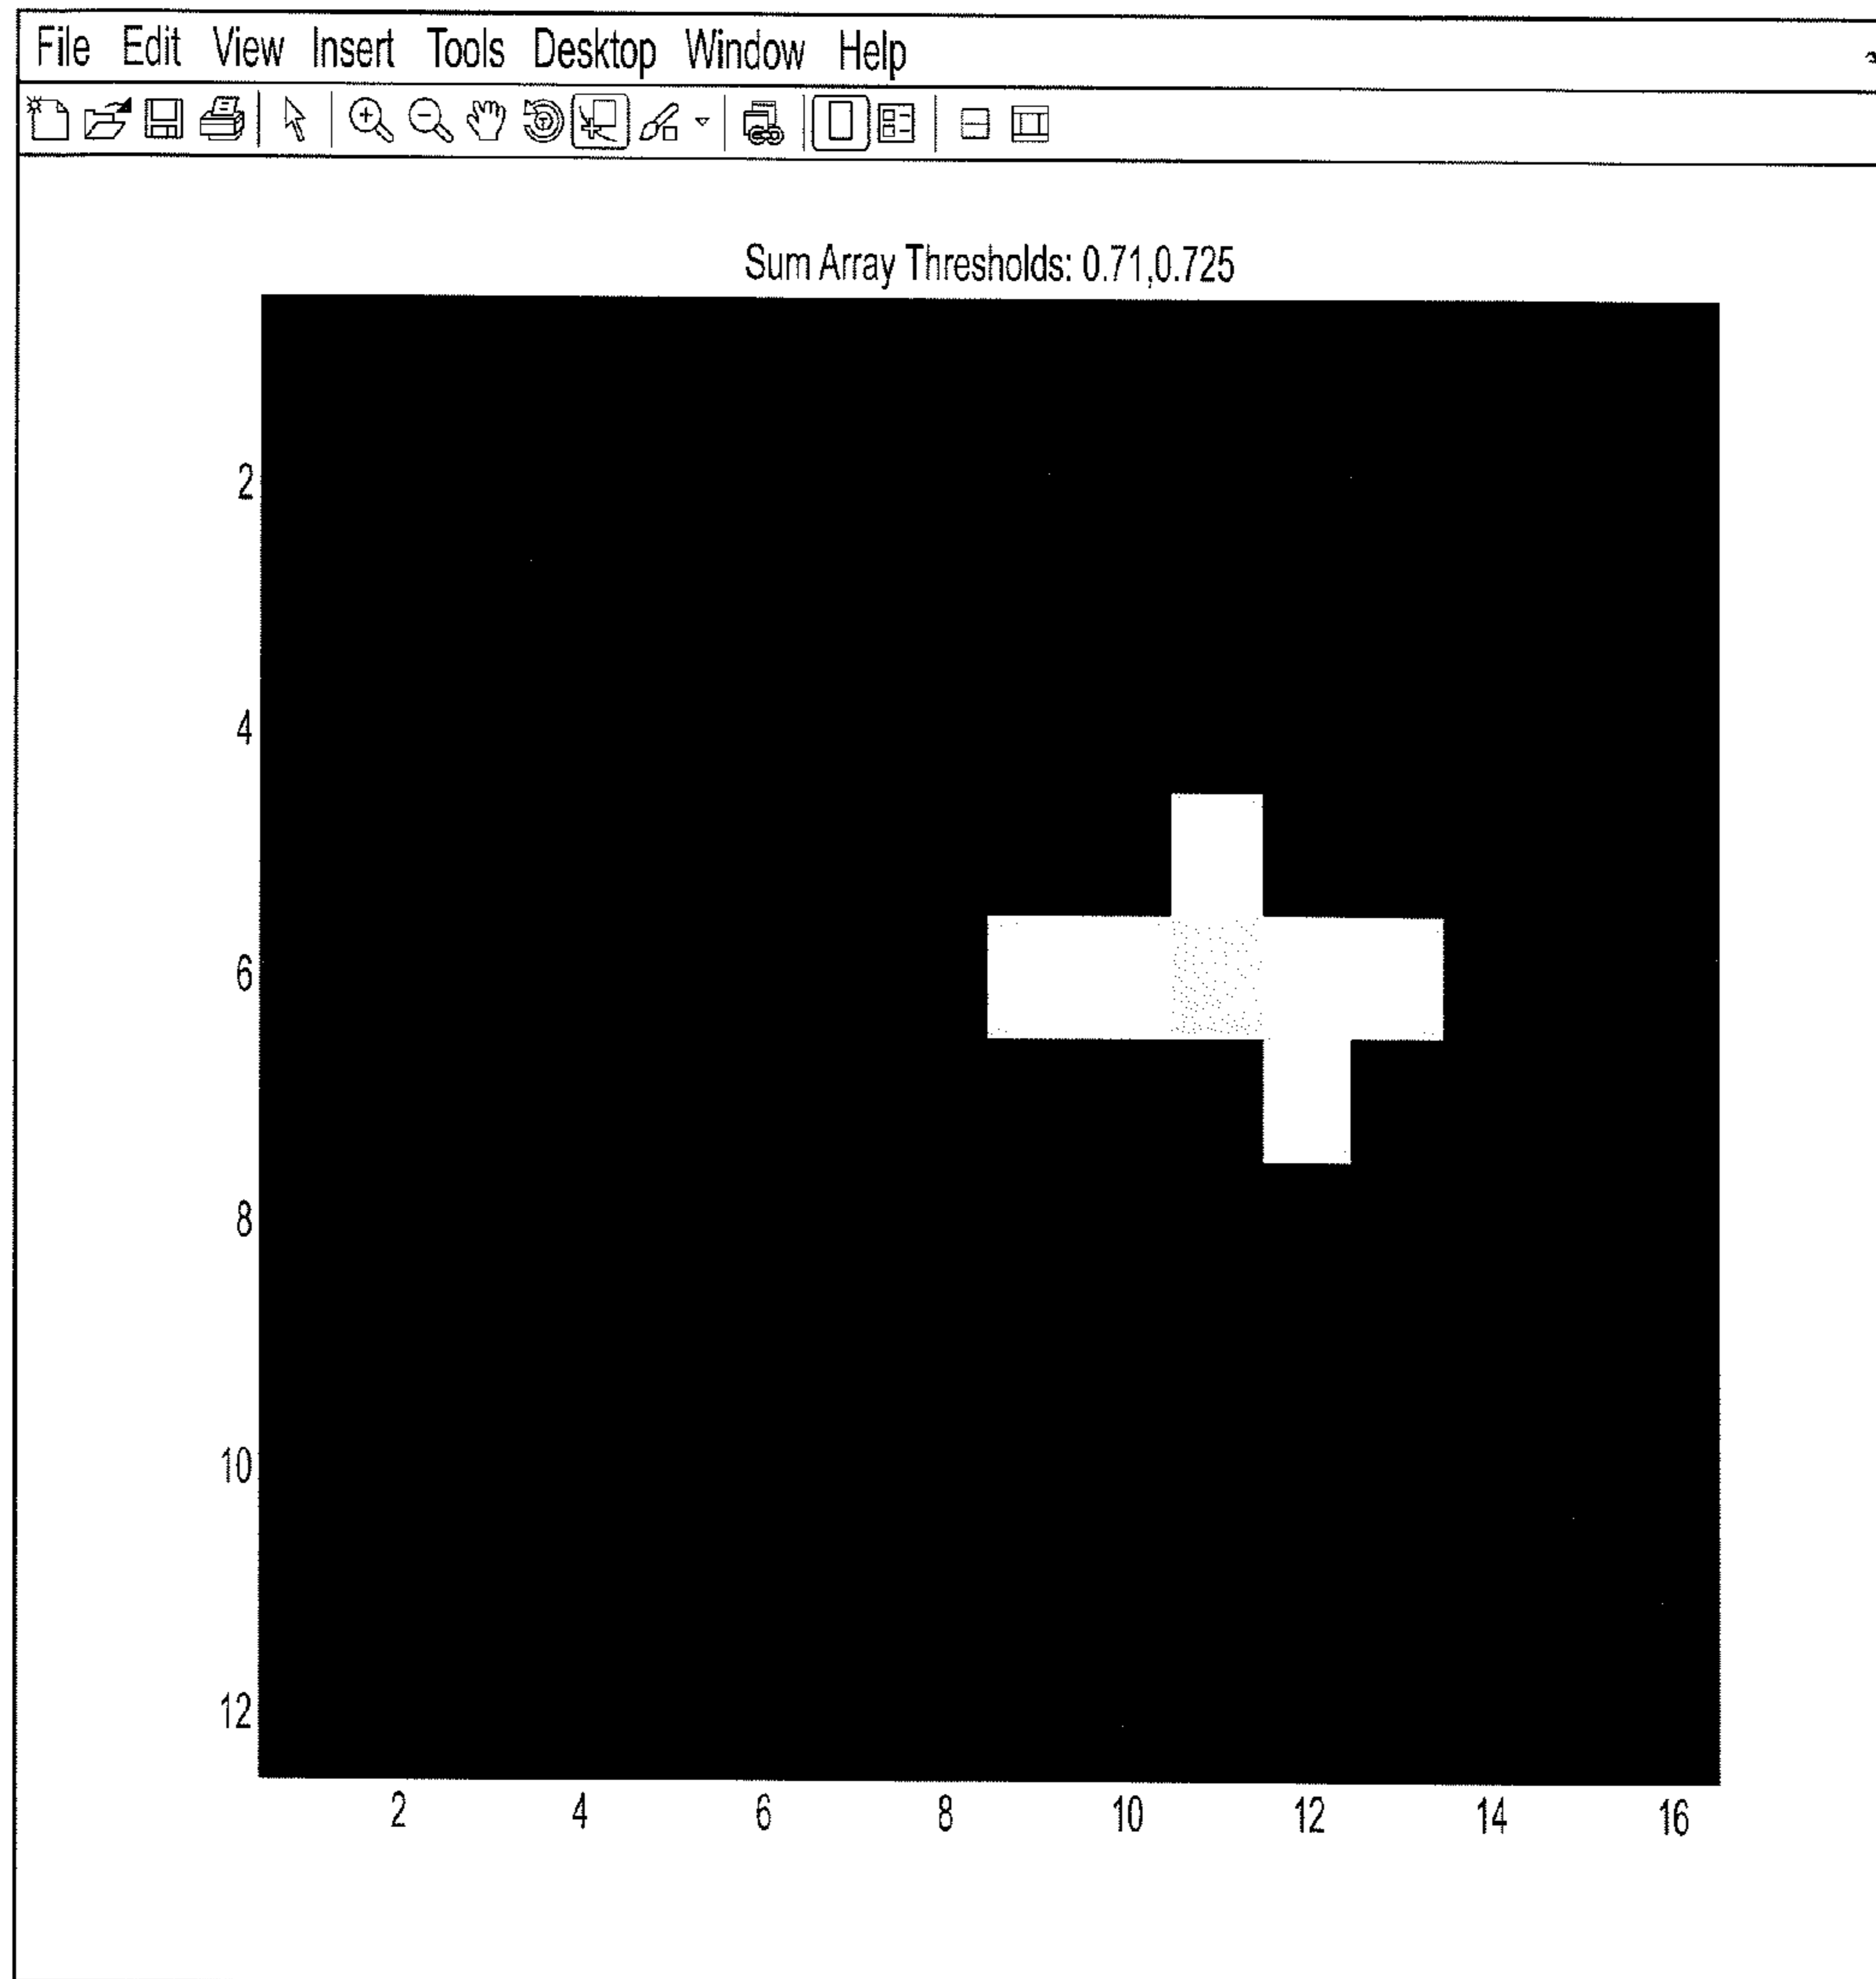 File Edit View Insert Tools Desktop Window Help
Sum Array Thresholds: 0.71,0.725
2
4
6
8
10
12
2 4 6 8 10 12 14 16